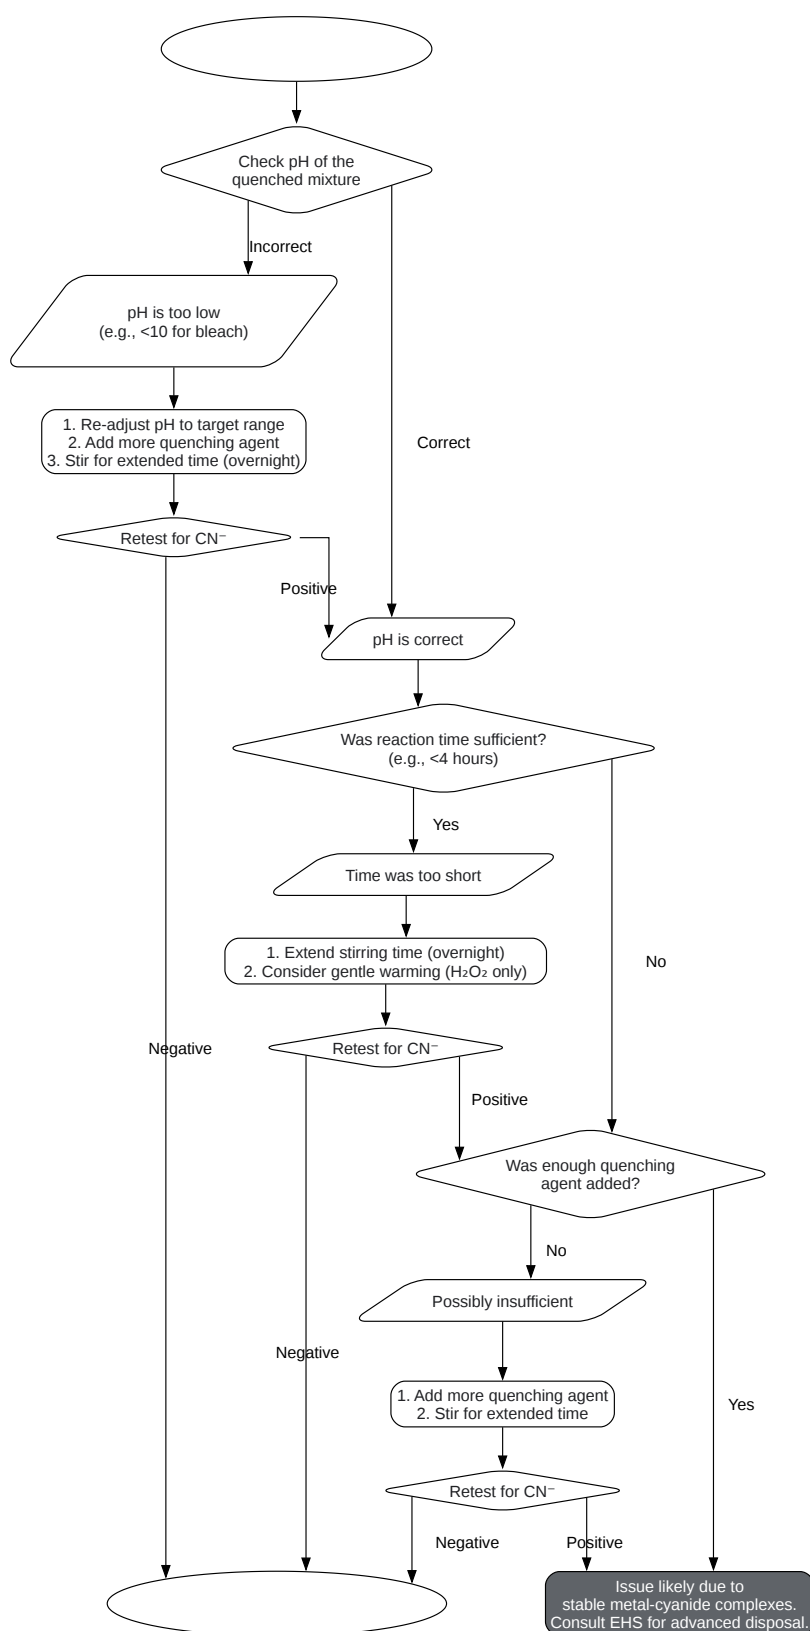 Check pH of the
quenched mixture
Incorrect
pH is too low
(e.g., <10 for bleach)
1. Re-adjust pH to target range
2. Add more quenching agent
3. Stir for extended time (overnight)
Correct
Retest for CN⁻
Positive
pH is correct
Was reaction time sufficient?
(e.g., <4 hours)
Yes
Time was too short
1. Extend stirring time (overnight)
2. Consider gentle warming (H₂O₂ only)
No
Retest for CN⁻
Negative
Positive
Was enough quenching
agent added?
No
Possibly insufficient
Negative
1. Add more quenching agent
2. Stir for extended time
Yes
Retest for CN⁻
Negative
Positive
Issue likely due to
stable metal-cyanide complexes.
Consult EHS for advanced disposal.